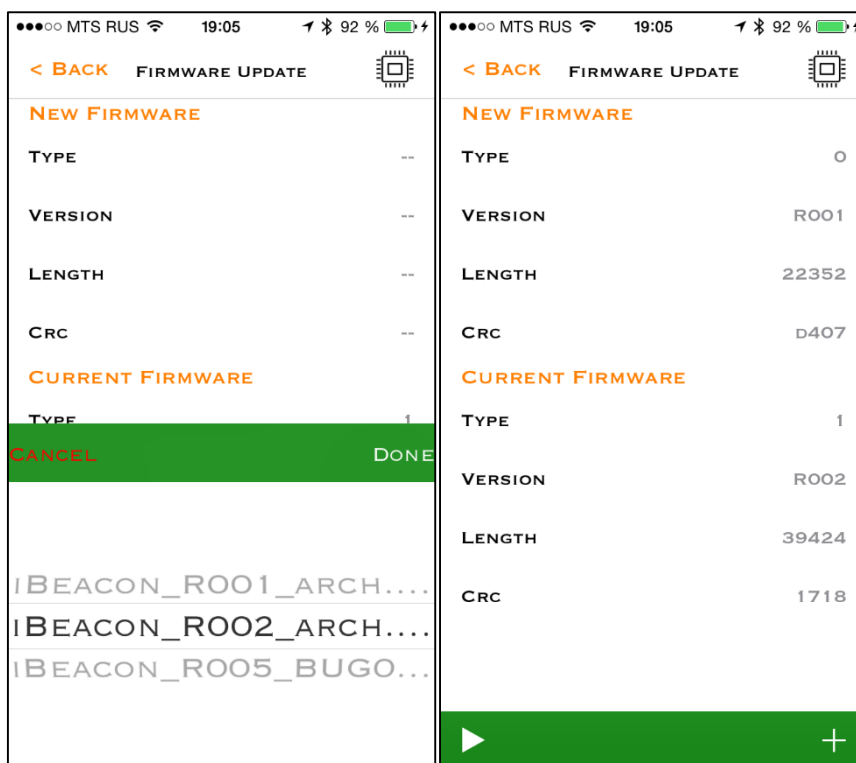 MTS RUS 19:05 92 %
< BACK FIRMWARE UPDATE
NEW FIRMWARE
TYPE --
VERSION --
LENGTH --
CRC --
CURRENT FIRMWARE
TYPE 1
CANCEL DONE
IBEACON_R001_ARCH....
IBEACON_R002_ARCH....
IBEACON_R005_BUGO...
MTS RUS 19:05 92 %
< BACK FIRMWARE UPDATE
NEW FIRMWARE
TYPE 0
VERSION R001
LENGTH 22352
CRC D407
CURRENT FIRMWARE
TYPE 1
VERSION R002
LENGTH 39424
CRC 1718